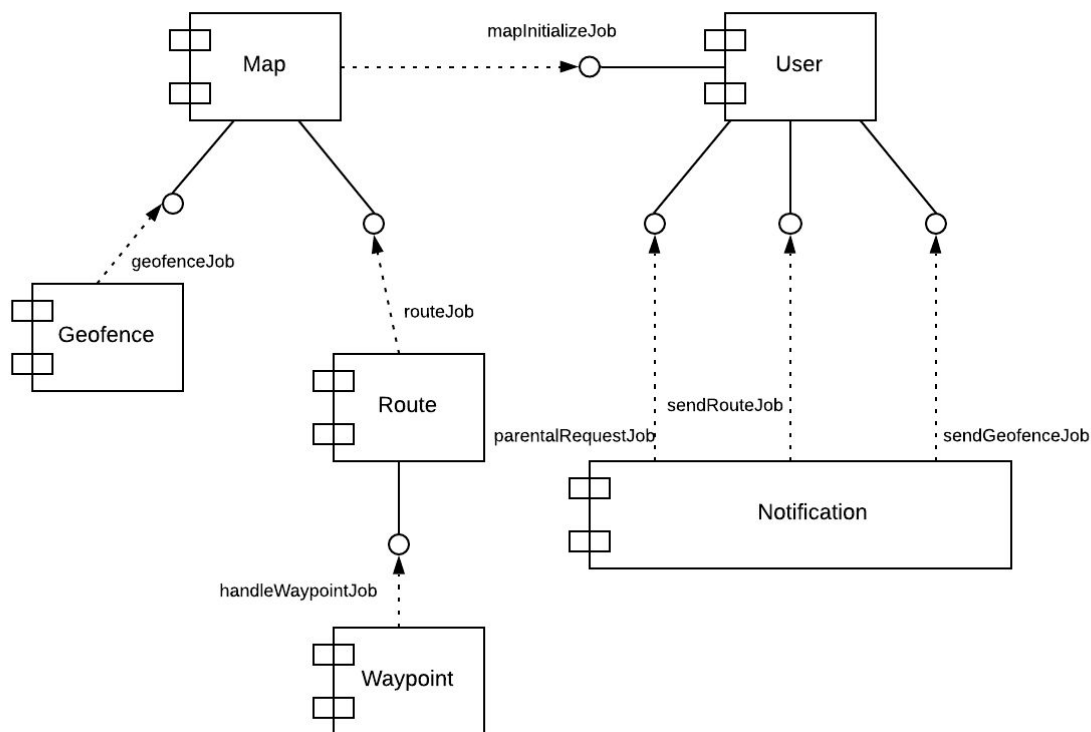 mapInitializeJob
Map
User
geofenceJob
Geofence
routeJob
Route
sendRouteJob
parentalRequestJob
sendGeofenceJob
Notification
handleWaypointJob
Waypoint